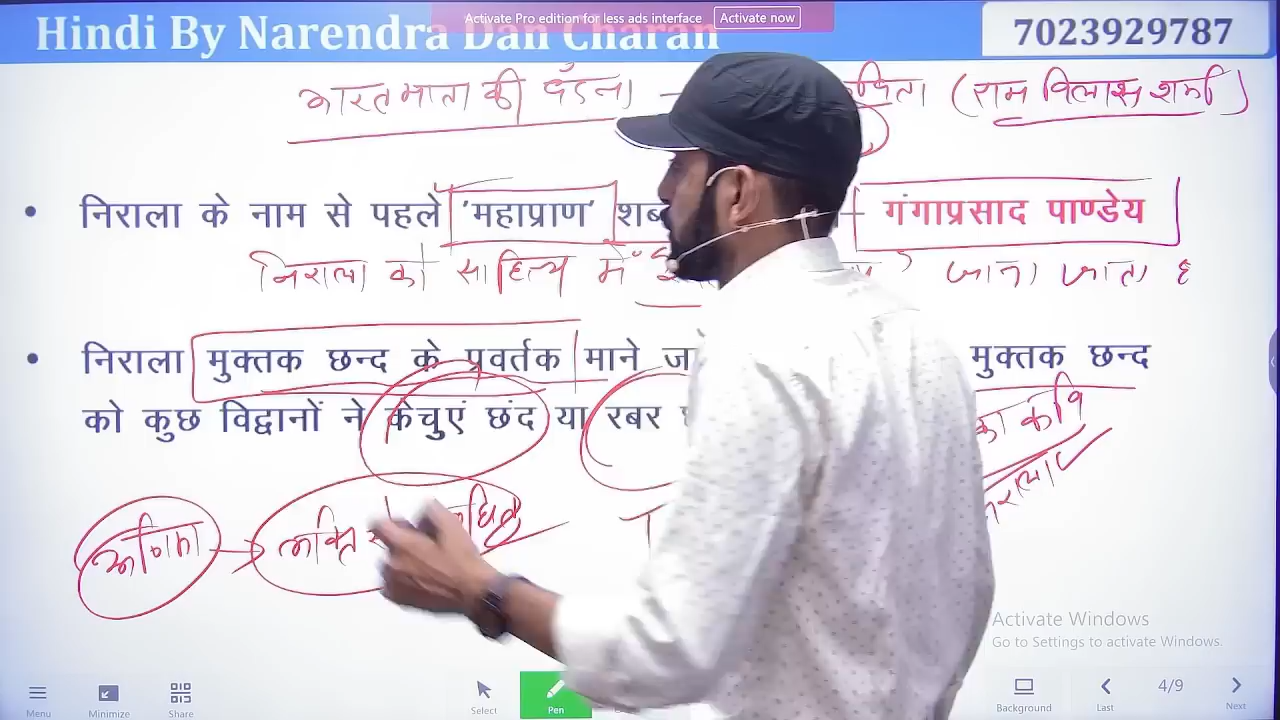 Activate Pro edition for less ads interface Activate now
Hindi By Narendra Dan Charan
7023929787
भारत माता की वंदना – (राम विलास शर्मा)
• निराला के नाम से पहले 'महाप्राण' गंगाप्रसाद पाण्डेय
निराला को साहित्य में जाना जाता है
• निराला मुक्तक छन्द के प्रवर्तक माने मुक्तक छन्द
को कुछ विद्वानों ने केचुएं छंद या रबर
का कवि
अणिमा
Activate Windows
Go to Settings to activate Windows.
Menu Minimize Share Select Pen Background Last 4/9 Next